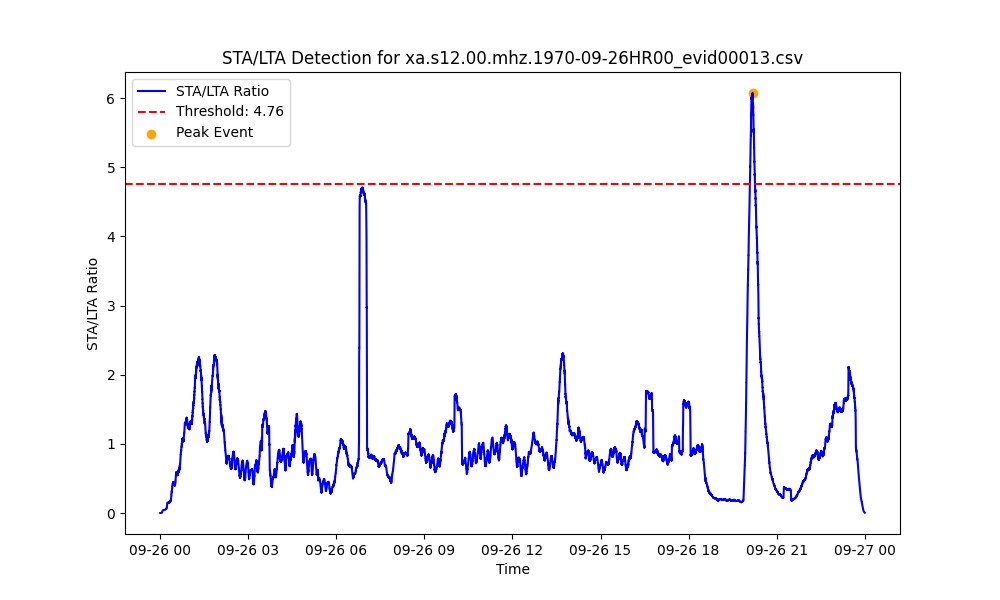 STA/LTA Detection for xa.s12.00.mhz.1970-09-26HR00_evid00013.csv
STA/LTA Ratio
Threshold: 4.76
Peak Event
6
5
4
3
2
1
0
STA/LTA Ratio
09-26 00 09-26 03 09-26 06 09-26 09 09-26 12 09-26 15 09-26 18 09-26 21 09-27 00
Time